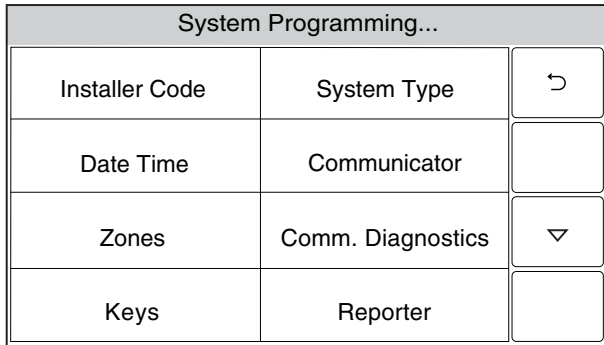 System Programming...
Installer Code
System Type
Date Time
Communicator
Zones
Comm. Diagnostics
Keys
Reporter